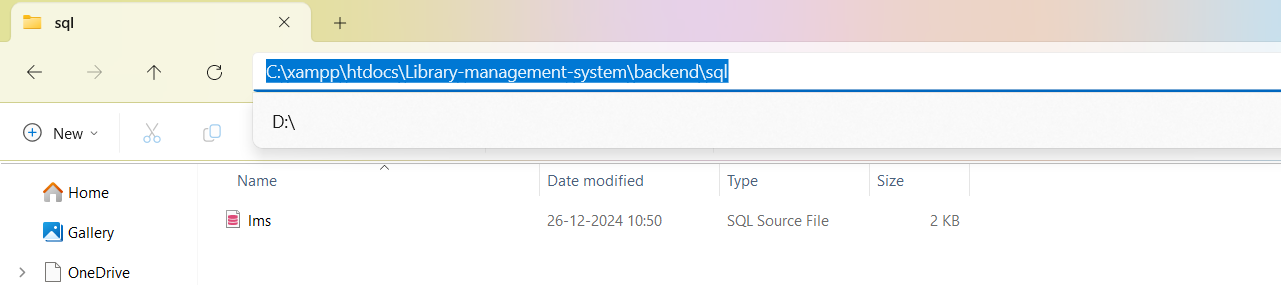 sql
C:\xampp\htdocs\Library-management-system\backend\sql
D:\
New
Name Date modified Type Size
Home
lms 26-12-2024 10:50 SQL Source File 2 KB
Gallery
OneDrive